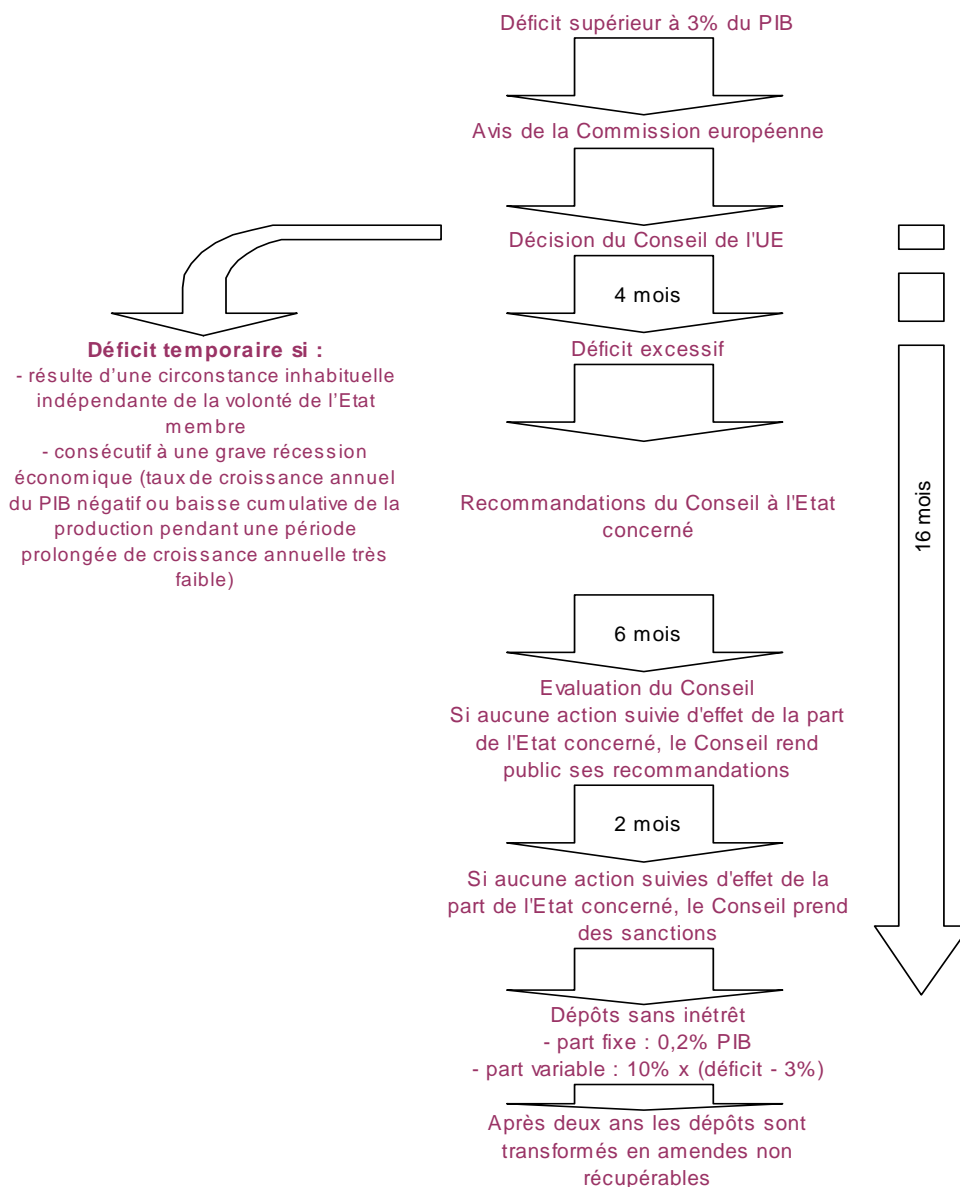 Déficit supérieur à 3% du PIB
Avis de la Commission européenne
Décision du Conseil de l'UE
4 mois
Déficit excessif
Déficit temporaire si :
- résulte d’une circonstance inhabituelle
indépendante de la volonté de l’Etat
membre
- consécutif à une grave récession
économique (taux de croissance annuel
du PIB négatif ou baisse cumulative de la
production pendant une période
prolongée de croissance annuelle très
faible)
Recommandations du Conseil à l'Etat
concerné
16 mois
6 mois
Evaluation du Conseil
Si aucune action suivie d'effet de la part
de l'Etat concerné, le Conseil rend
public ses recommandations
2 mois
Si aucune action suivies d'effet de la
part de l'Etat concerné, le Conseil prend
des sanctions
Dépôts sans inétrêt
- part fixe : 0,2% PIB
- part variable : 10% x (déficit - 3%)
Après deux ans les dépôts sont
transformés en amendes non
récupérables